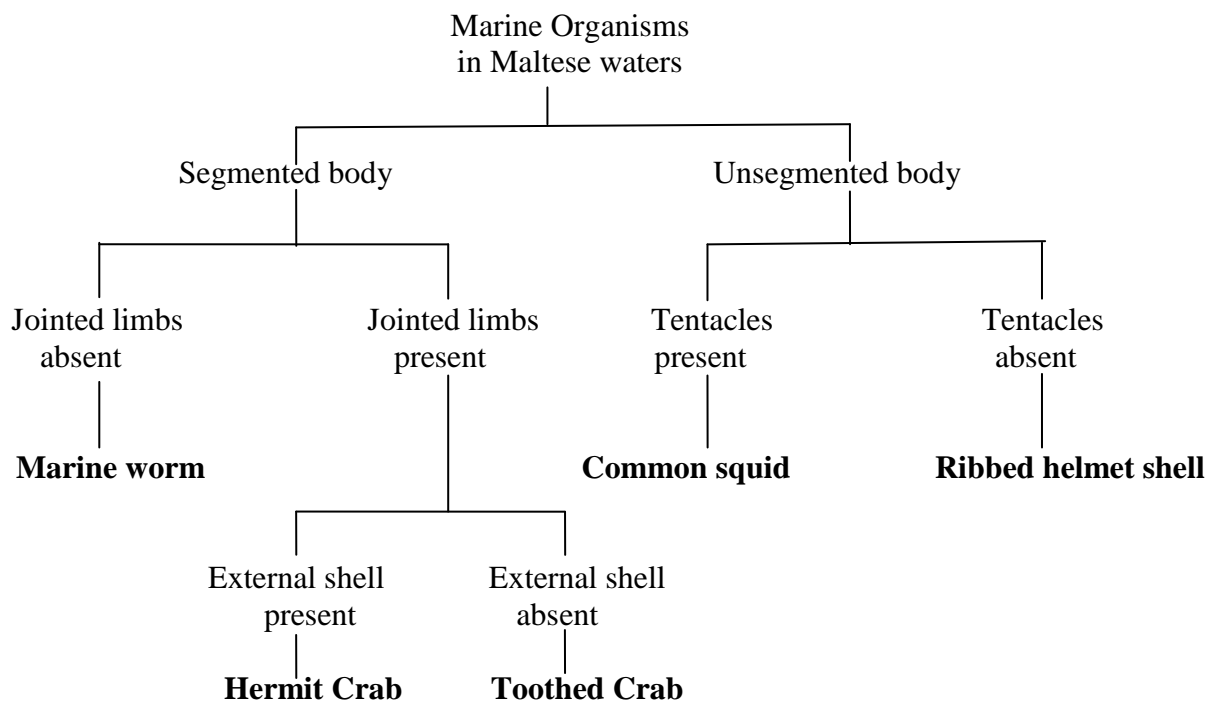 Marine Organisms
in Maltese waters
Segmented body
Unsegmented body
Jointed limbs
absent
Jointed limbs
present
Tentacles
present
Tentacles
absent
Marine worm
Common squid
Ribbed helmet shell
External shell
present
External shell
absent
Hermit Crab
Toothed Crab